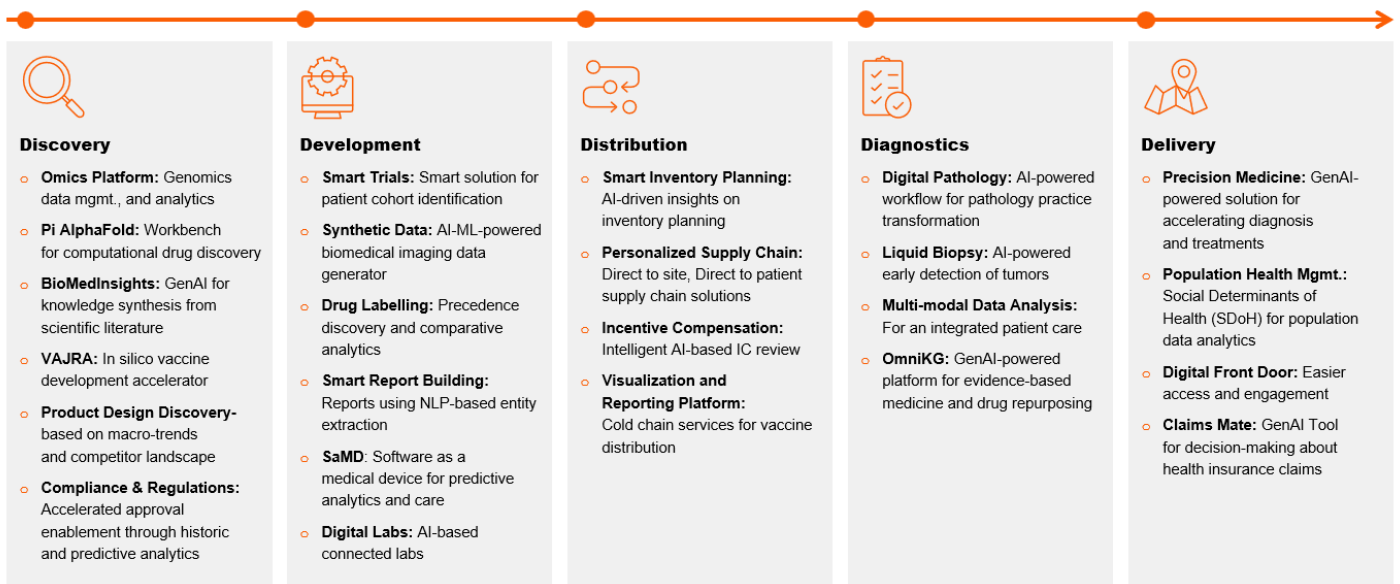 Discovery
Omics Platform: Genomics
data mgmt., and analytics
Pi AlphaFold: Workbench
for computational drug discovery
BioMedInsights: GenAI for
knowledge synthesis from
scientific literature
VAJRA: In silico vaccine
development accelerator
Product Design Discovery-
based on macro-trends
and competitor landscape
Compliance & Regulations:
Accelerated approval
enablement through historic
and predictive analytics
Development
Smart Trials: Smart solution for
patient cohort identification
Synthetic Data: AI-ML-powered
biomedical imaging data
generator
Drug Labelling: Precedence
discovery and comparative
analytics
Smart Report Building:
Reports using NLP-based entity
extraction
SaMD: Software as a
medical device for predictive
analytics and care
Digital Labs: AI-based
connected labs
Distribution
Smart Inventory Planning:
AI-driven insights on
inventory planning
Personalized Supply Chain:
Direct to site, Direct to patient
supply chain solutions
Incentive Compensation:
Intelligent AI-based IC review
Visualization and
Reporting Platform:
Cold chain services for vaccine
distribution
Diagnostics
Digital Pathology: AI-powered
workflow for pathology practice
transformation
Liquid Biopsy: AI-powered
early detection of tumors
Multi-modal Data Analysis:
For an integrated patient care
OmniKG: GenAI-powered
platform for evidence-based
medicine and drug repurposing
Delivery
Precision Medicine: GenAI-
powered solution for
accelerating diagnosis
and treatments
Population Health Mgmt.:
Social Determinants of
Health (SDoH) for population
data analytics
Digital Front Door: Easier
access and engagement
Claims Mate: GenAI Tool
for decision-making about
health insurance claims